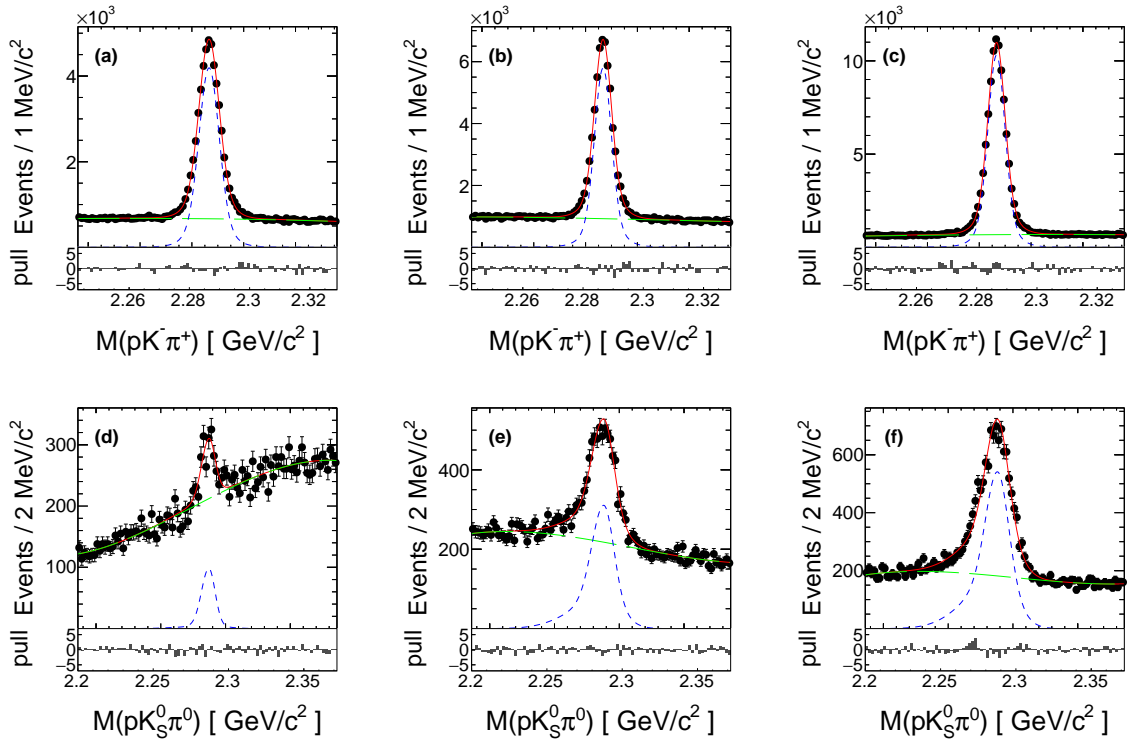 ×10³ ×10³ ×10³
(a) (b) (c)
Events / 1 MeV/c² Events / 1 MeV/c² Events / 1 MeV/c²
4 6 10
2 4 5
0 2 0
0
pull pull pull
5 5 5
0 0 0
−5 −5 −5
2.26 2.28 2.3 2.32 2.26 2.28 2.3 2.32 2.26 2.28 2.3 2.32
M(pK⁻π⁺) [ GeV/c² ] M(pK⁻π⁺) [ GeV/c² ] M(pK⁻π⁺) [ GeV/c² ]
(d) (e) (f)
Events / 2 MeV/c² Events / 2 MeV/c² Events / 2 MeV/c²
300 400 600
200 200 400
100 200
pull pull pull
5 5 5
0 0 0
−5 −5 −5
2.2 2.25 2.3 2.35 2.2 2.25 2.3 2.35 2.2 2.25 2.3 2.35
M(pK⁰_Sπ⁰) [ GeV/c² ] M(pK⁰_Sπ⁰) [ GeV/c² ] M(pK⁰_Sπ⁰) [ GeV/c² ]